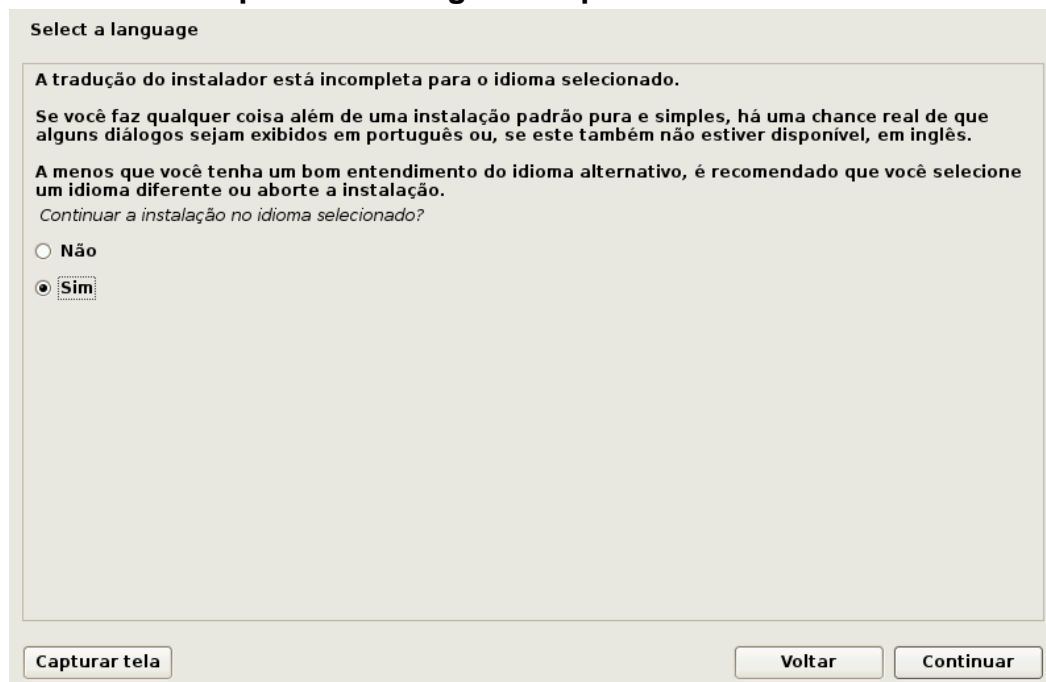 Select a language
A tradução do instalador está incompleta para o idioma selecionado.
Se você faz qualquer coisa além de uma instalação padrão pura e simples, há uma chance real de que
alguns diálogos sejam exibidos em português ou, se este também não estiver disponível, em inglês.
A menos que você tenha um bom entendimento do idioma alternativo, é recomendado que você selecione
um idioma diferente ou aborte a instalação.
Continuar a instalação no idioma selecionado?
Não
Sim
Capturar tela
Voltar
Continuar